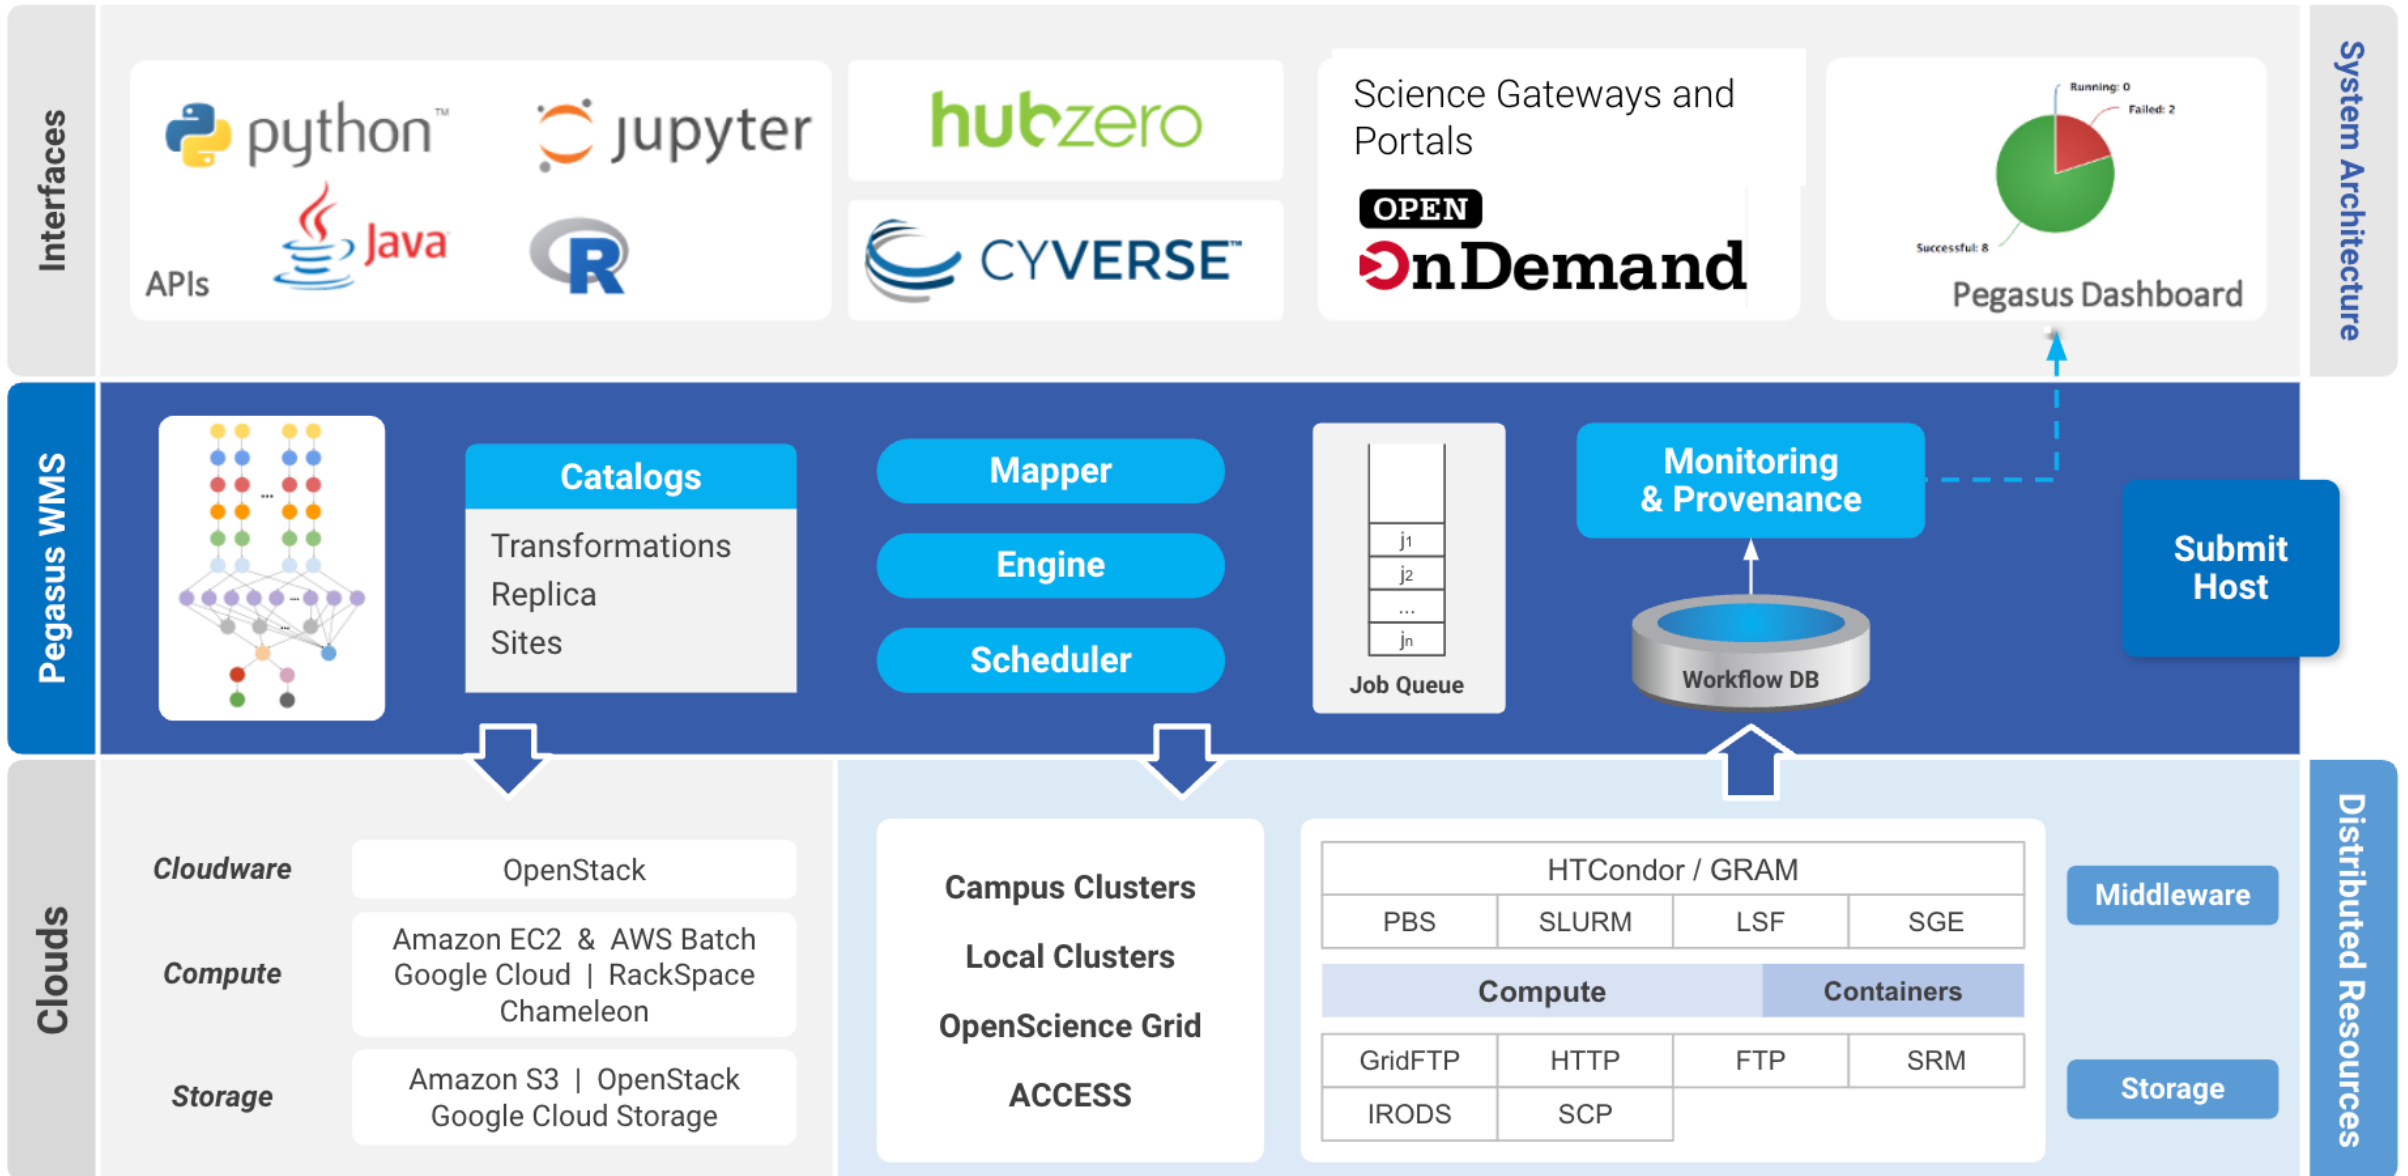 Interfaces
python™
jupyter
Java
R
APIs
hubzero
CYVERSE™
Science Gateways and
Portals
OPEN
OnDemand
Running: 0
Failed: 2
Successful: 8
Pegasus Dashboard
System Architecture
Pegasus WMS
...
...
...
Catalogs
Transformations
Replica
Sites
Mapper
Engine
Scheduler
j1
j2
...
jn
Job Queue
Monitoring
& Provenance
Workflow DB
Submit
Host
Clouds
Cloudware
OpenStack
Compute
Amazon EC2 & AWS Batch
Google Cloud | RackSpace
Chameleon
Storage
Amazon S3 | OpenStack
Google Cloud Storage
Campus Clusters
Local Clusters
OpenScience Grid
ACCESS
HTCondor / GRAM
PBS SLURM LSF SGE
Compute Containers
GridFTP HTTP FTP SRM
IRODS SCP
Middleware
Storage
Distributed Resources